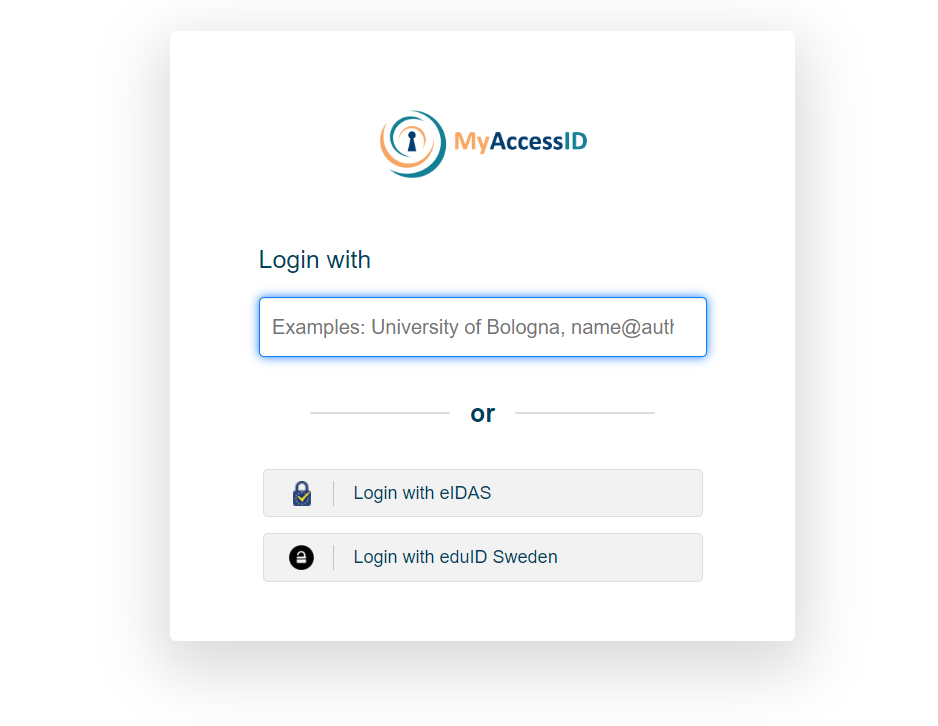 MyAccessID
Login with
Examples: University of Bologna, name@auth
or
Login with eIDAS
Login with eduID Sweden